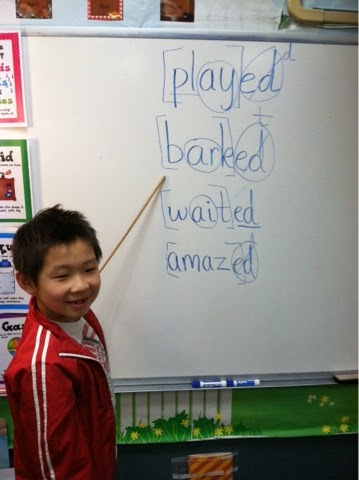 [played] d
[barked] t
[waited]
[amazed] d